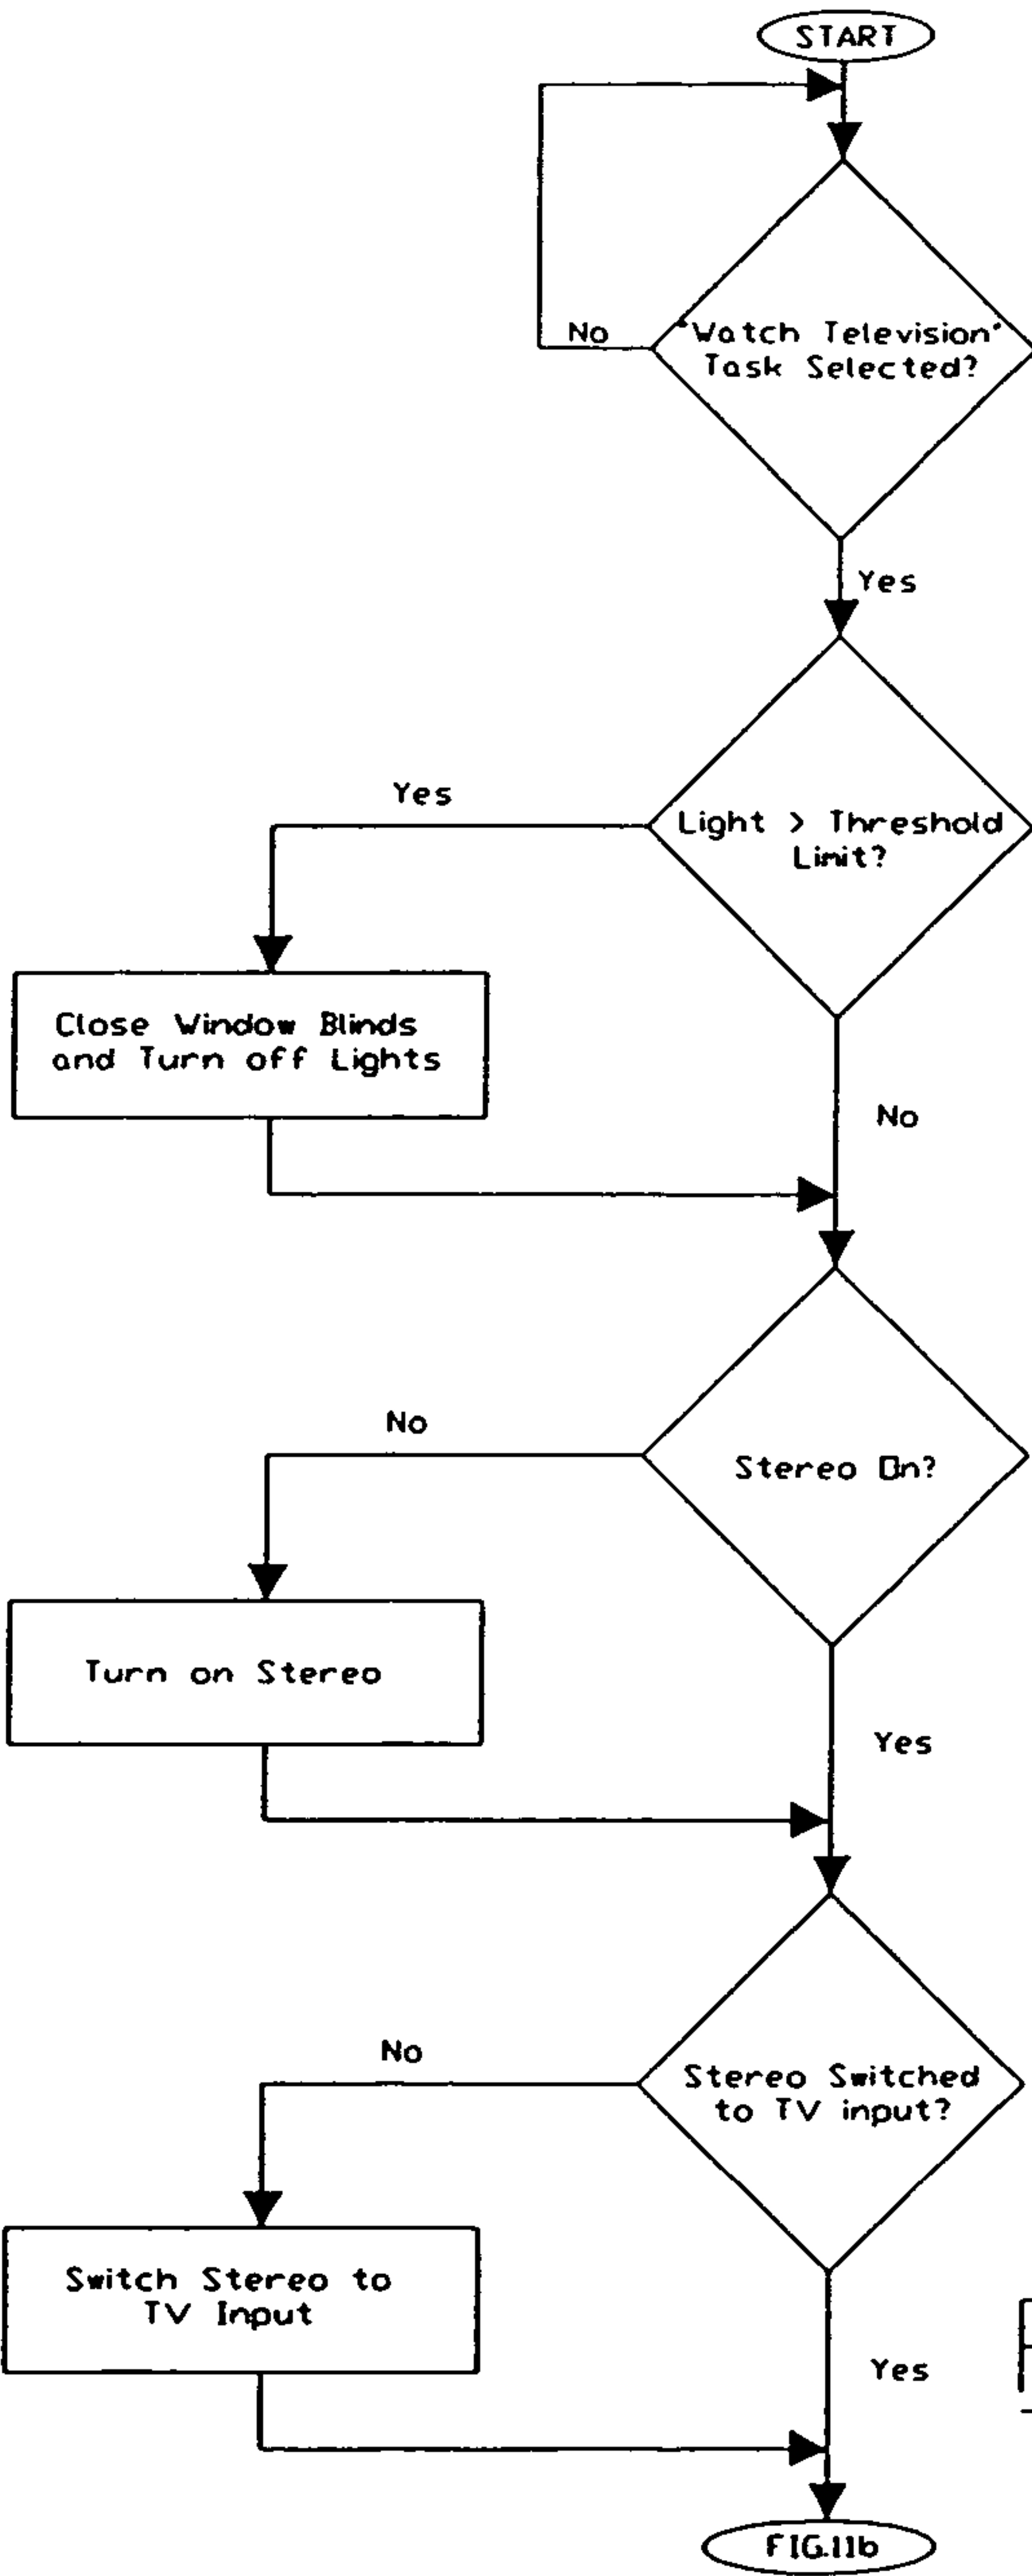 START
No
"Watch Television"
Task Selected?
Yes
Yes
Light > Threshold
Limit?
Close Window Blinds
and Turn off Lights
No
No
Stereo On?
Turn on Stereo
Yes
No
Stereo Switched
to TV input?
Switch Stereo to
TV Input
Yes
FIG.11b